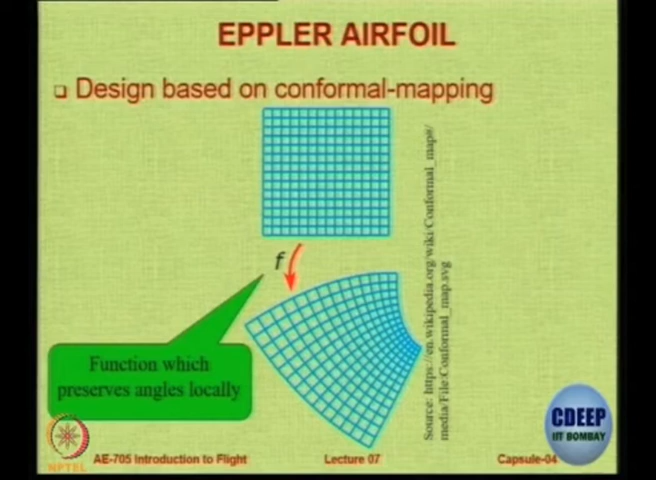 EPPLER AIRFOIL
Design based on conformal-mapping
f
Function which
preserves angles locally
Source: https://en.wikipedia.org/wiki/Conformal_map#/
media/File:Conformal_map.svg
CDEEP
IIT BOMBAY
NPTEL
AE-705 Introduction to Flight
Lecture 07
Capsule-04